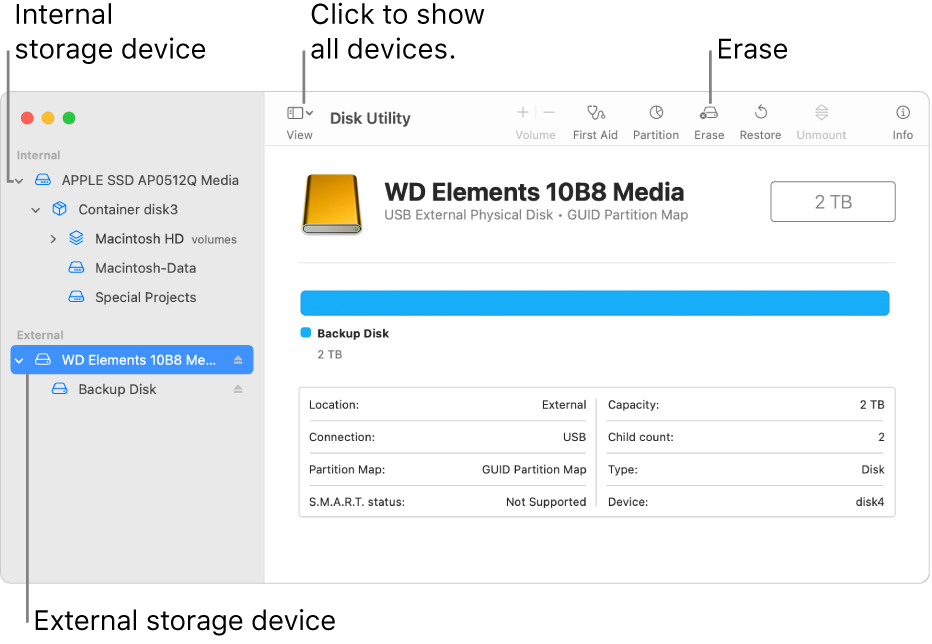 Internal
storage device
Click to show
all devices.
Erase
View
Disk Utility
Volume
First Aid
Partition
Erase
Restore
Unmount
Info
Internal
APPLE SSD AP0512Q Media
Container disk3
Macintosh HD volumes
Macintosh-Data
Special Projects
External
WD Elements 10B8 Me...
Backup Disk
WD Elements 10B8 Media
USB External Physical Disk • GUID Partition Map
2 TB
Backup Disk
2 TB
Location: External
Connection: USB
Partition Map: GUID Partition Map
S.M.A.R.T. status: Not Supported
Capacity: 2 TB
Child count: 2
Type: Disk
Device: disk4
External storage device